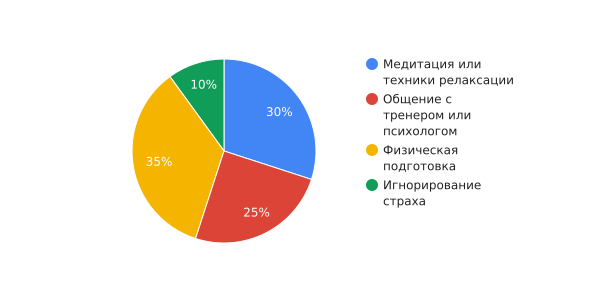 10%
30%
35%
25%
Медитация или
техники релаксации
Общение с
тренером или
психологом
Физическая
подготовка
Игнорирование
страха